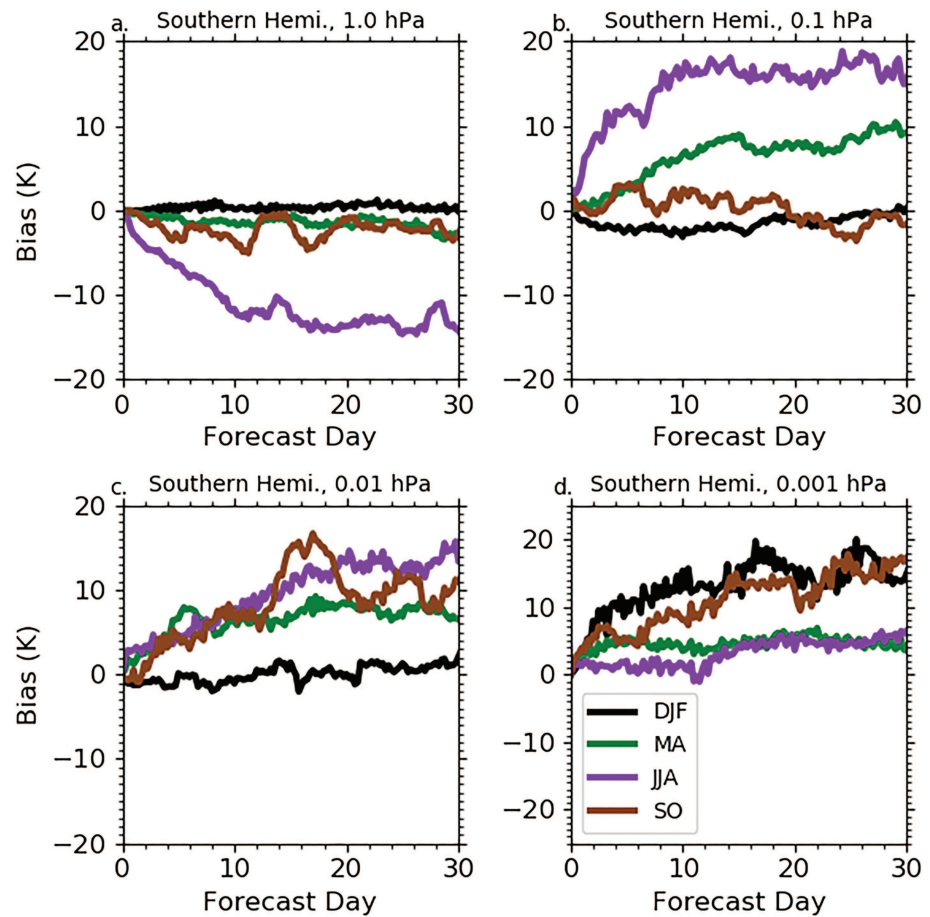 a. Southern Hemi., 1.0 hPa
20
10
0
−10
−20
Bias (K)
0 10 20 30
Forecast Day
b. Southern Hemi., 0.1 hPa
20
10
0
−10
−20
0 10 20 30
Forecast Day
c. Southern Hemi., 0.01 hPa
20
10
0
−10
−20
Bias (K)
0 10 20 30
Forecast Day
d. Southern Hemi., 0.001 hPa
20
10
0
−10
−20
DJF
MA
JJA
SO
0 10 20 30
Forecast Day